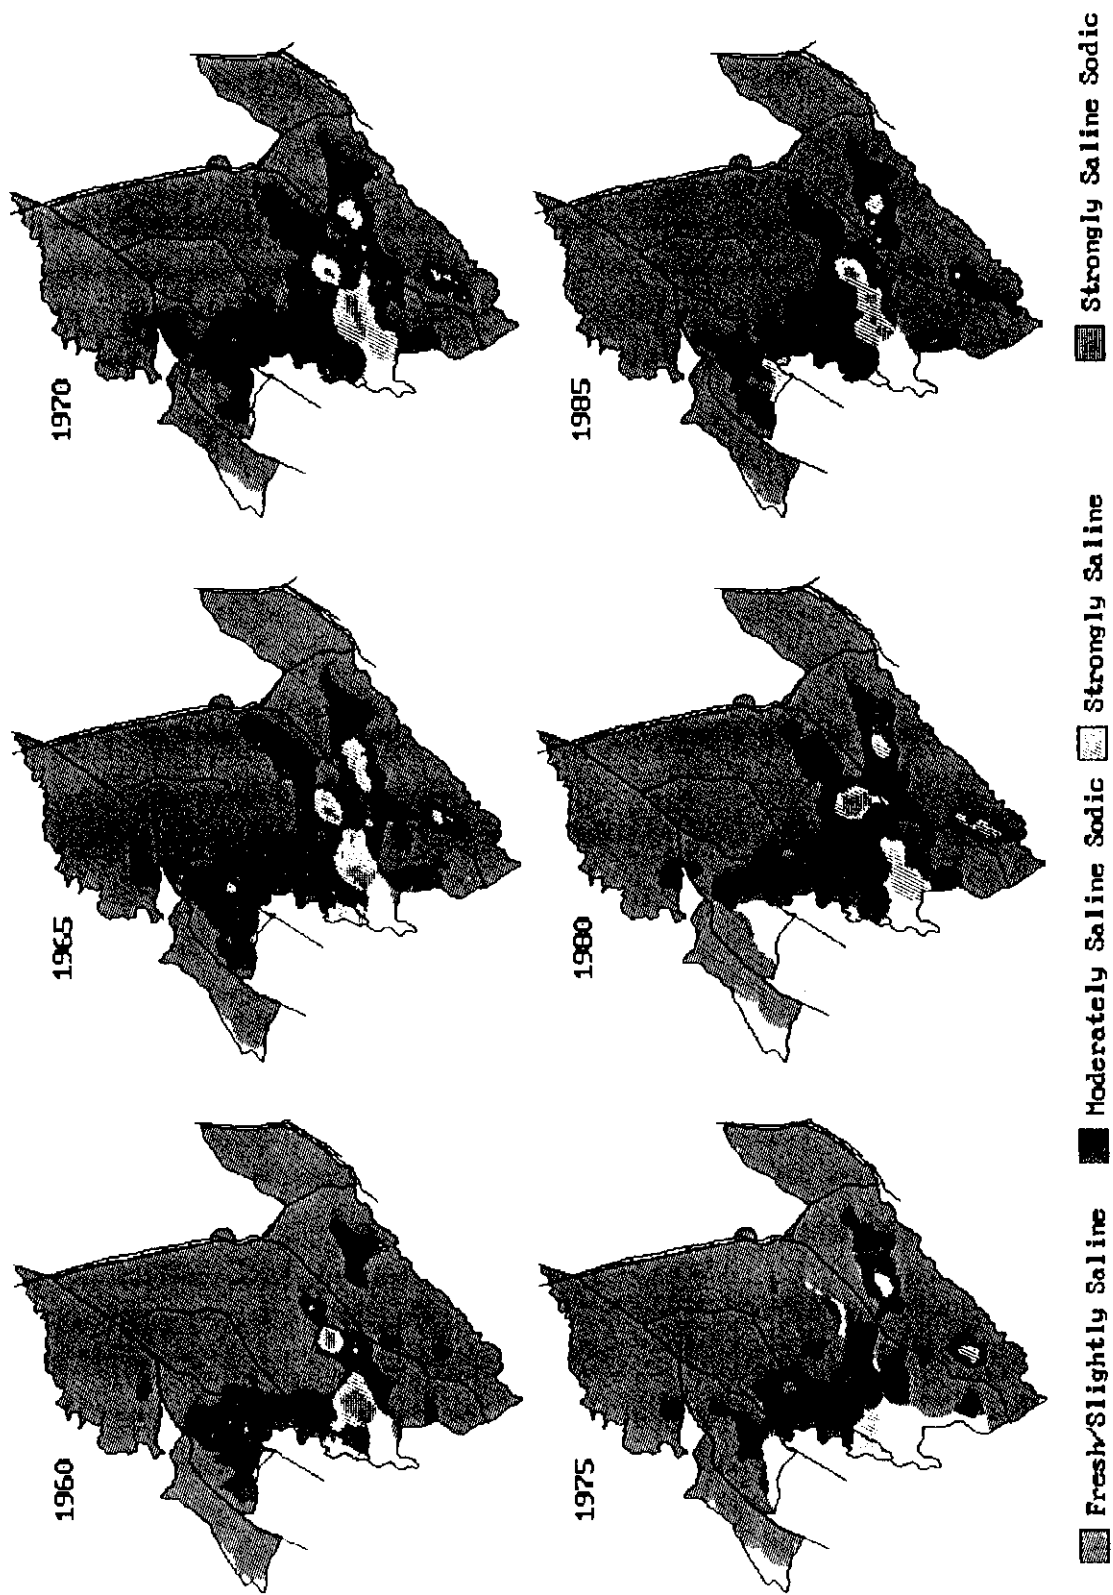 1960
1965
1970
1975
1980
1985
Fresh/Slightly Saline
Moderately Saline Sodic
Strongly Saline
Strongly Saline Sodic